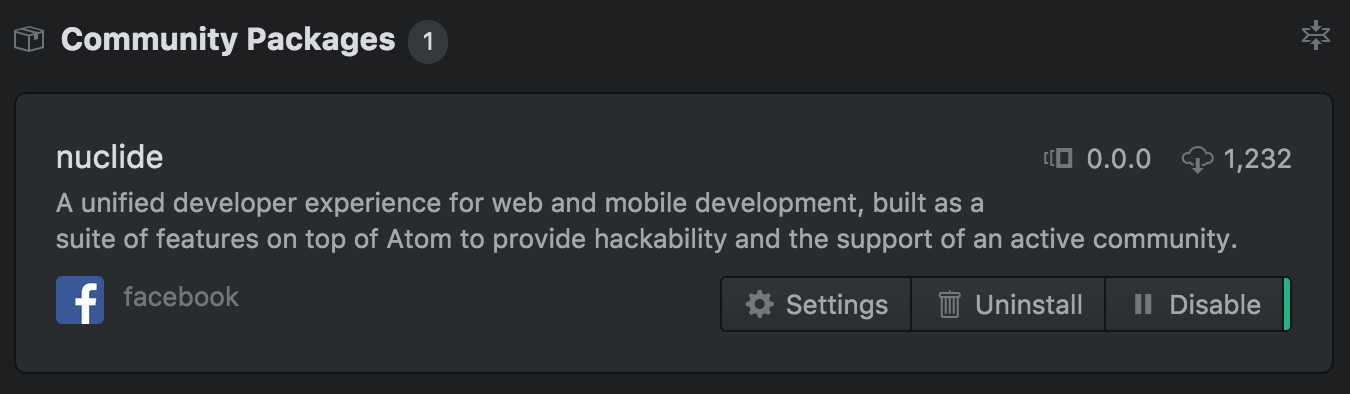 Community Packages 1
nuclide 0.0.0 1,232
A unified developer experience for web and mobile development, built as a
suite of features on top of Atom to provide hackability and the support of an active community.
f facebook Settings Uninstall Disable